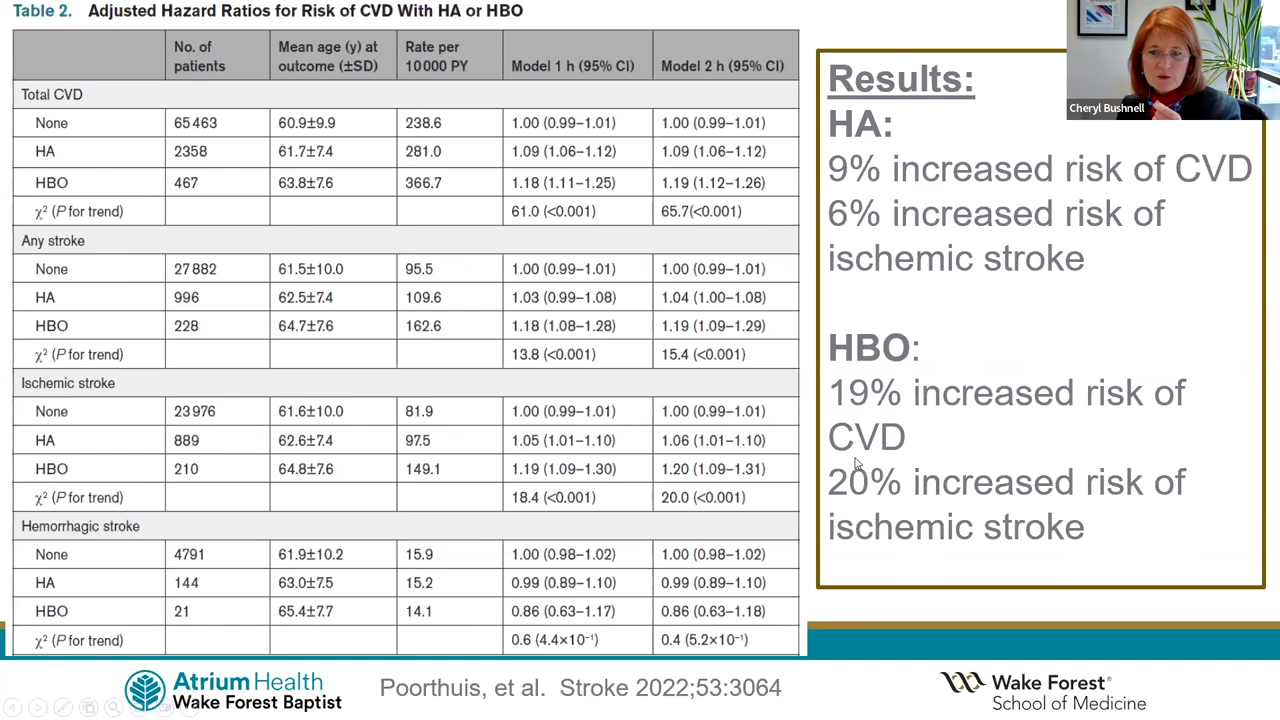 Table 2. Adjusted Hazard Ratios for Risk of CVD With HA or HBO
No. of patients Mean age (y) at outcome (±SD) Rate per 10 000 PY Model 1 h (95% CI) Model 2 h (95% CI)
Total CVD
None 65 463 60.9±9.9 238.6 1.00 (0.99–1.01) 1.00 (0.99–1.01)
HA 2358 61.7±7.4 281.0 1.09 (1.06–1.12) 1.09 (1.06–1.12)
HBO 467 63.8±7.6 366.7 1.18 (1.11–1.25) 1.19 (1.12–1.26)
χ² (P for trend) 61.0 (<0.001) 65.7(<0.001)
Any stroke
None 27 882 61.5±10.0 95.5 1.00 (0.99–1.01) 1.00 (0.99–1.01)
HA 996 62.5±7.4 109.6 1.03 (0.99–1.08) 1.04 (1.00–1.08)
HBO 228 64.7±7.6 162.6 1.18 (1.08–1.28) 1.19 (1.09–1.29)
χ² (P for trend) 13.8 (<0.001) 15.4 (<0.001)
Ischemic stroke
None 23 976 61.6±10.0 81.9 1.00 (0.99–1.01) 1.00 (0.99–1.01)
HA 889 62.6±7.4 97.5 1.05 (1.01–1.10) 1.06 (1.01–1.10)
HBO 210 64.8±7.6 149.1 1.19 (1.09–1.30) 1.20 (1.09–1.31)
χ² (P for trend) 18.4 (<0.001) 20.0 (<0.001)
Hemorrhagic stroke
None 4791 61.9±10.2 15.9 1.00 (0.98–1.02) 1.00 (0.98–1.02)
HA 144 63.0±7.5 15.2 0.99 (0.89–1.10) 0.99 (0.89–1.10)
HBO 21 65.4±7.7 14.1 0.86 (0.63–1.17) 0.86 (0.63–1.18)
χ² (P for trend) 0.6 (4.4×10⁻¹) 0.4 (5.2×10⁻¹)
Results:
HA:
9% increased risk of CVD
6% increased risk of
ischemic stroke
HBO:
19% increased risk of
CVD
20% increased risk of
ischemic stroke
Cheryl Bushnell
Atrium Health
Wake Forest Baptist
Poorthuis, et al. Stroke 2022;53:3064
Wake Forest®
School of Medicine